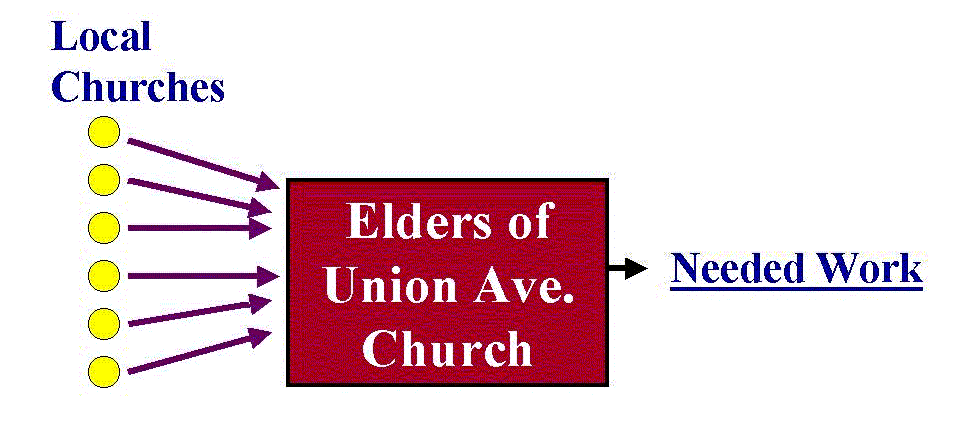 Local
Churches
Elders of
Union Ave.
Church
Needed Work